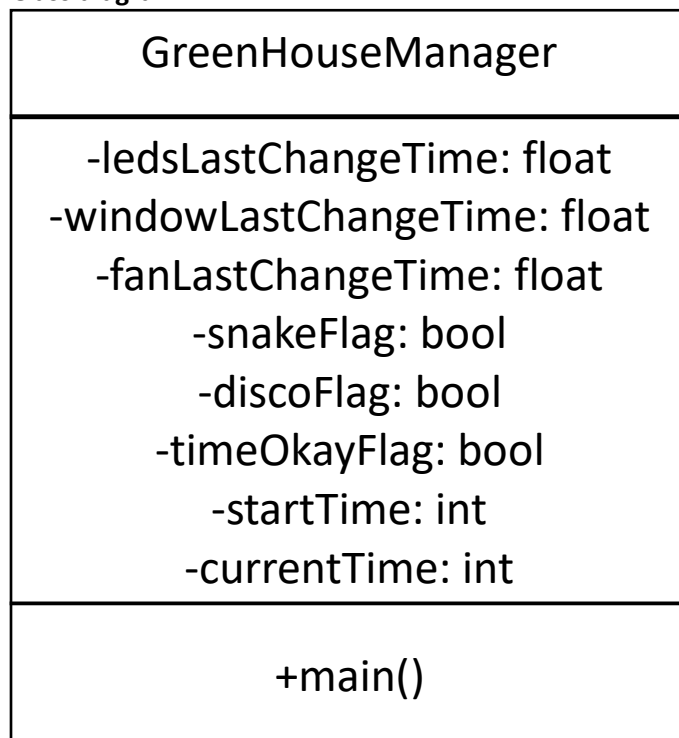 GreenHouseManager
-ledsLastChangeTime: float
-windowLastChangeTime: float
-fanLastChangeTime: float
-snakeFlag: bool
-discoFlag: bool
-timeOkayFlag: bool
-startTime: int
-currentTime: int
+main()